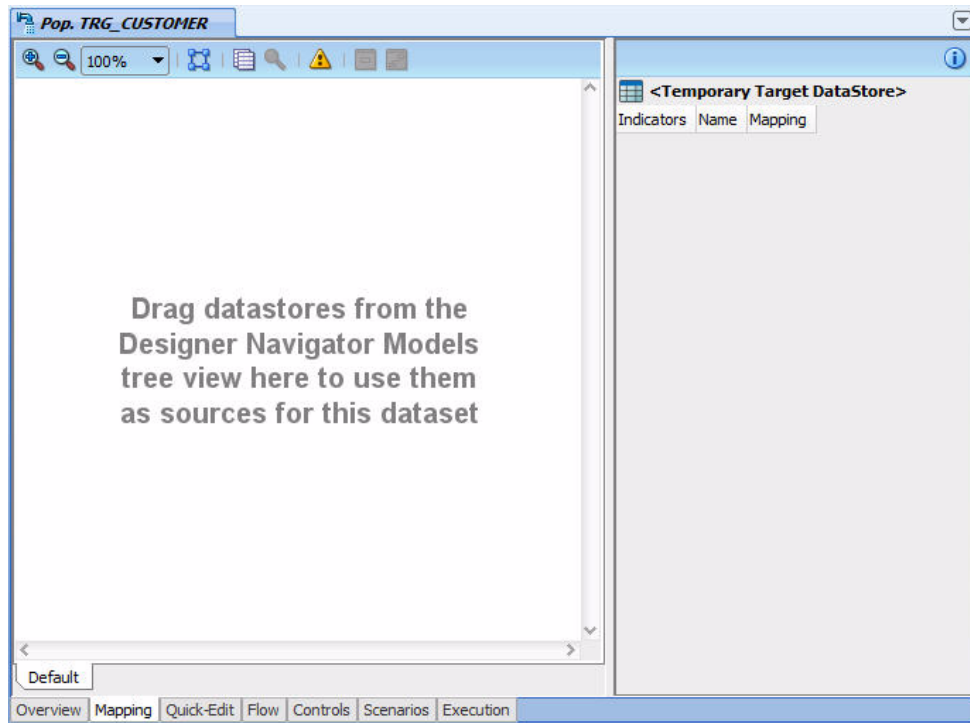 Pop. TRG_CUSTOMER
100%
<Temporary Target DataStore>
Indicators Name Mapping
Drag datastores from the
Designer Navigator Models
tree view here to use them
as sources for this dataset
Default
Overview Mapping Quick-Edit Flow Controls Scenarios Execution